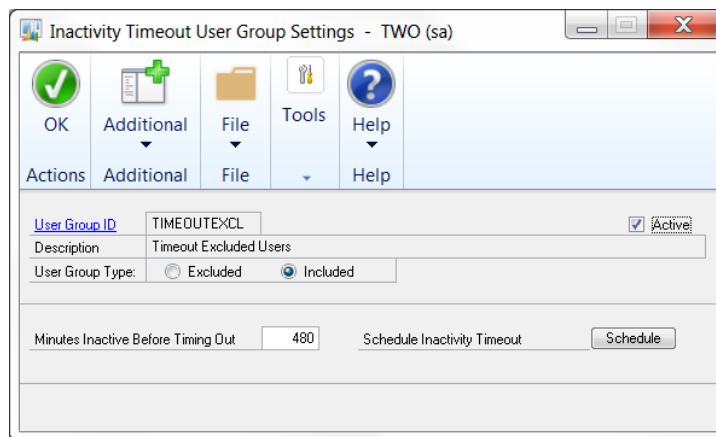 Inactivity Timeout User Group Settings - TWO (sa)
OK Additional File Tools Help
Actions Additional File Help
User Group ID TIMEOUTEXCL Active
Description Timeout Excluded Users
User Group Type: Excluded Included
Minutes Inactive Before Timing Out 480 Schedule Inactivity Timeout Schedule